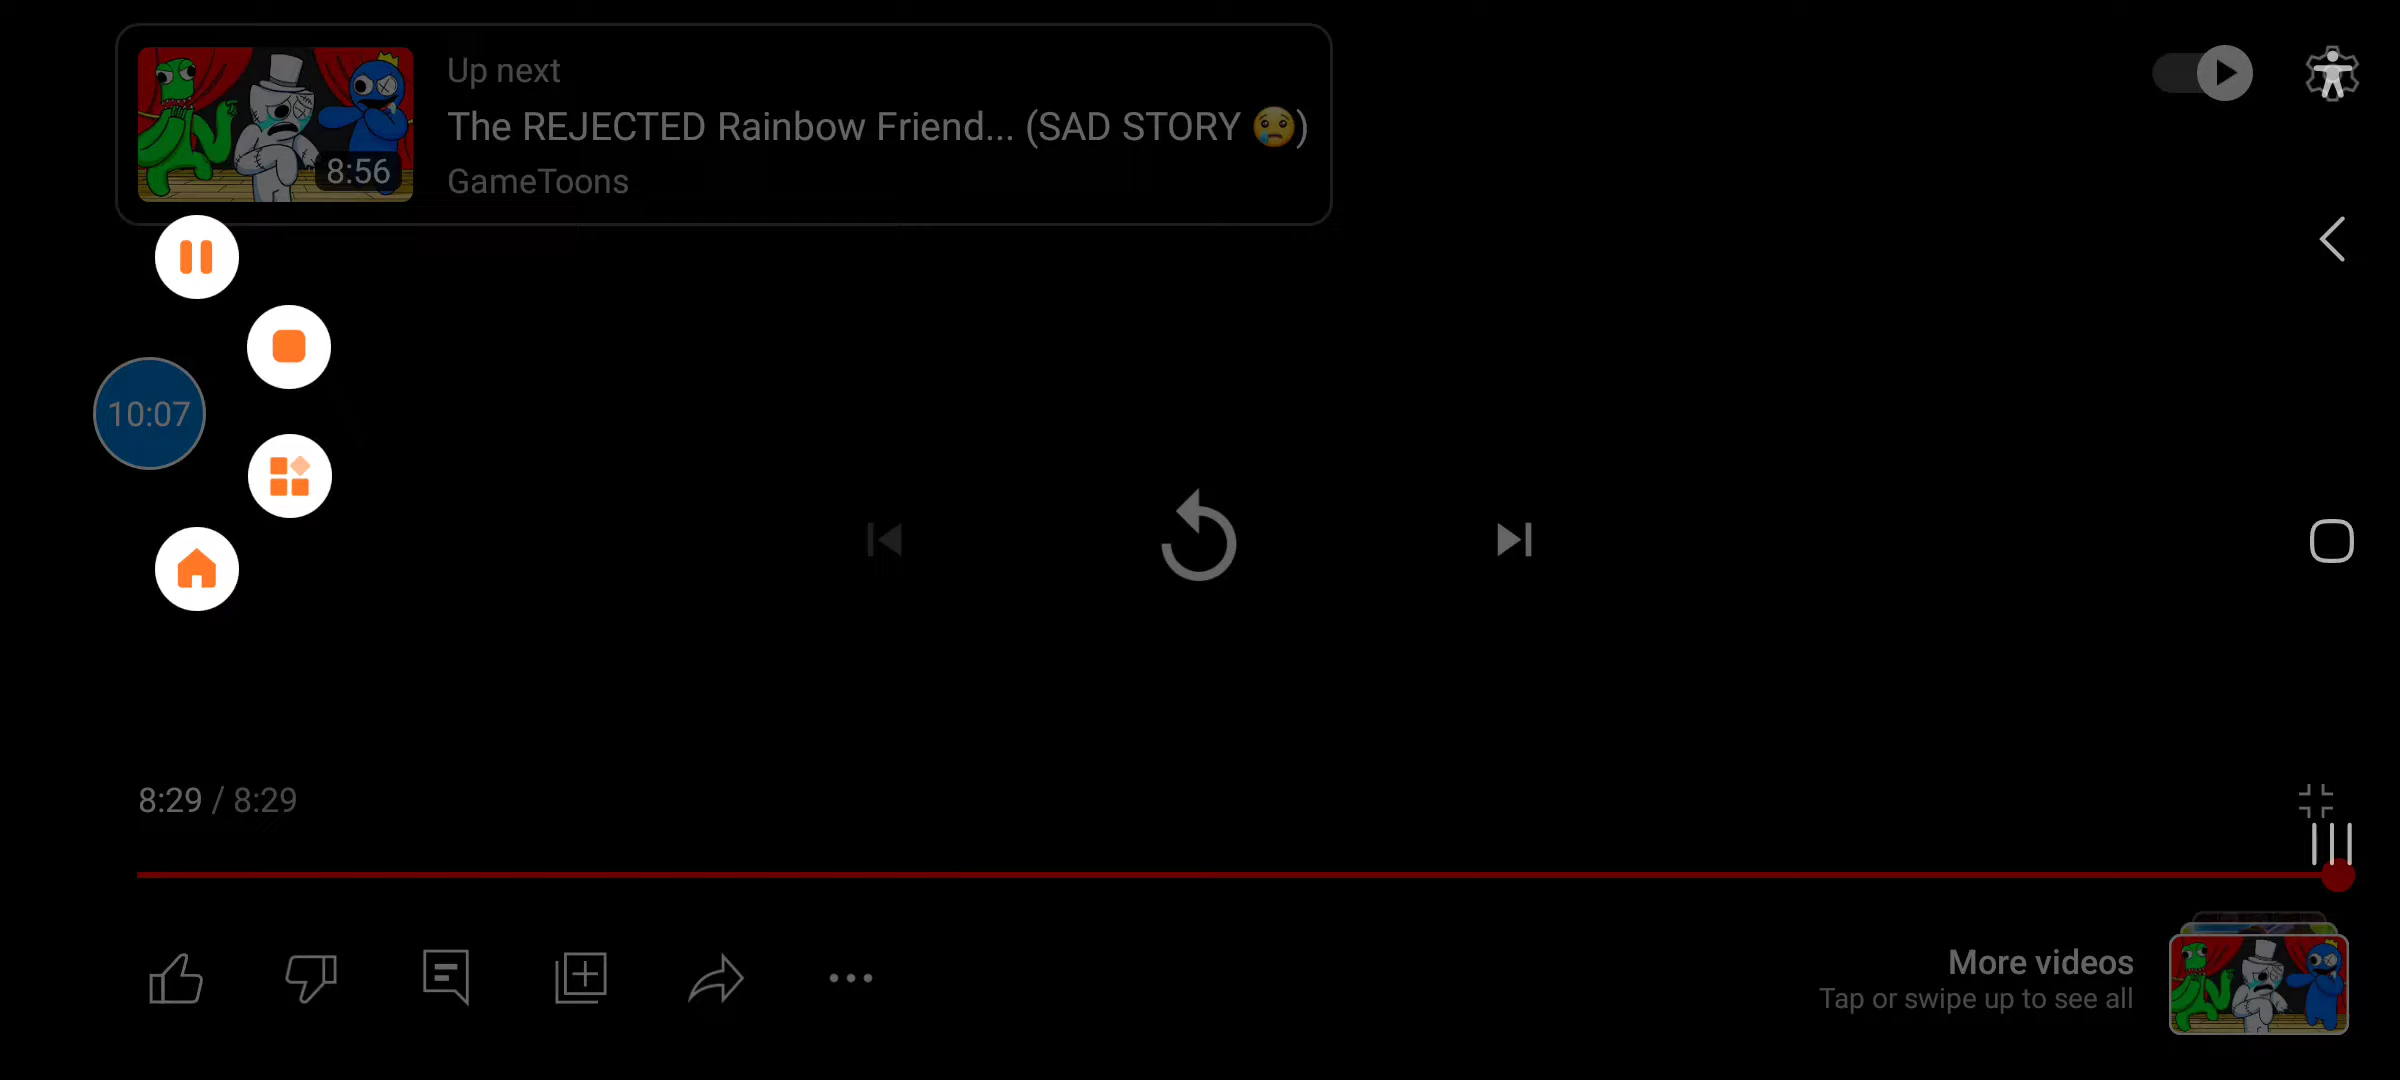 Up next
The REJECTED Rainbow Friend... (SAD STORY 😢)
GameToons
8:56
10:07
8:29 / 8:29
More videos
Tap or swipe up to see all